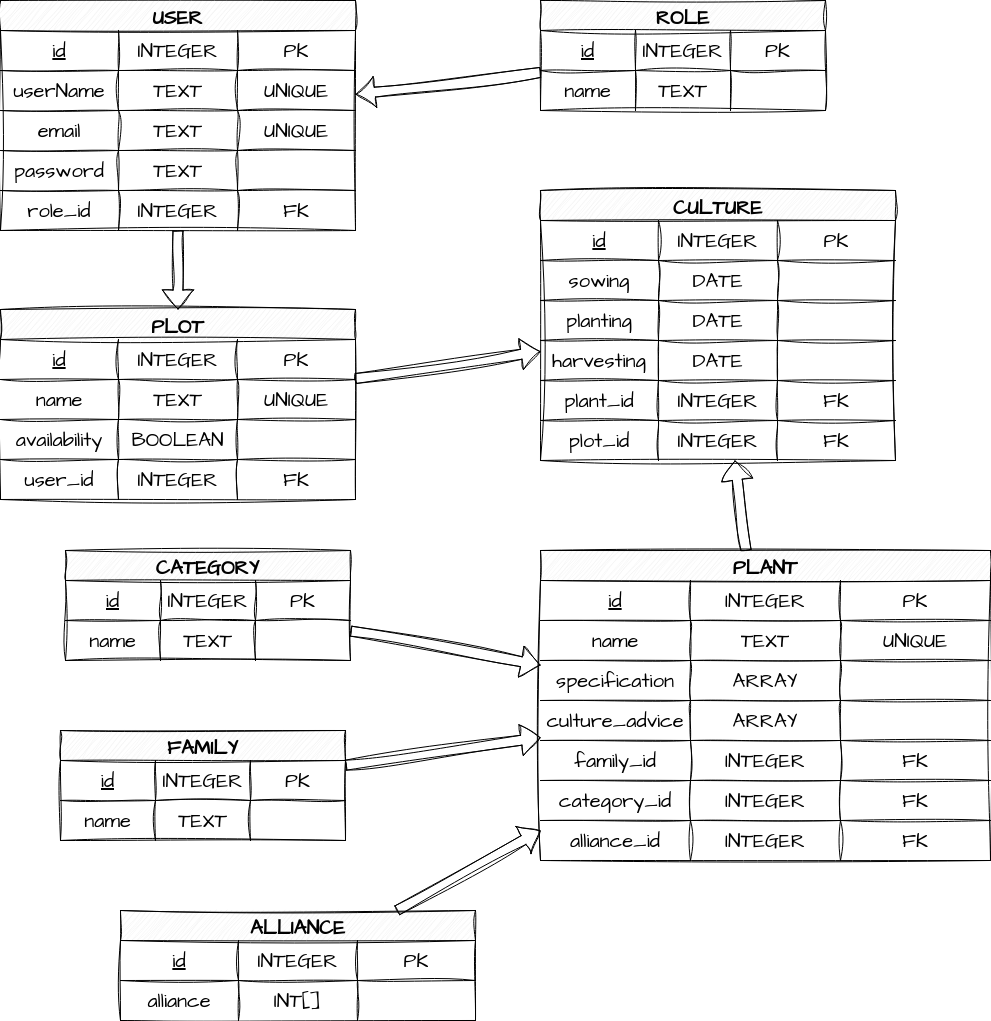 USER
id INTEGER PK
userName TEXT UNIQUE
email TEXT UNIQUE
password TEXT
role_id INTEGER FK
ROLE
id INTEGER PK
name TEXT
CULTURE
id INTEGER PK
sowing DATE
planting DATE
harvesting DATE
plant_id INTEGER FK
plot_id INTEGER FK
PLOT
id INTEGER PK
name TEXT UNIQUE
availability BOOLEAN
user_id INTEGER FK
CATEGORY
id INTEGER PK
name TEXT
PLANT
id INTEGER PK
name TEXT UNIQUE
specification ARRAY
culture_advice ARRAY
family_id INTEGER FK
category_id INTEGER FK
alliance_id INTEGER FK
FAMILY
id INTEGER PK
name TEXT
ALLIANCE
id INTEGER PK
alliance INT[]